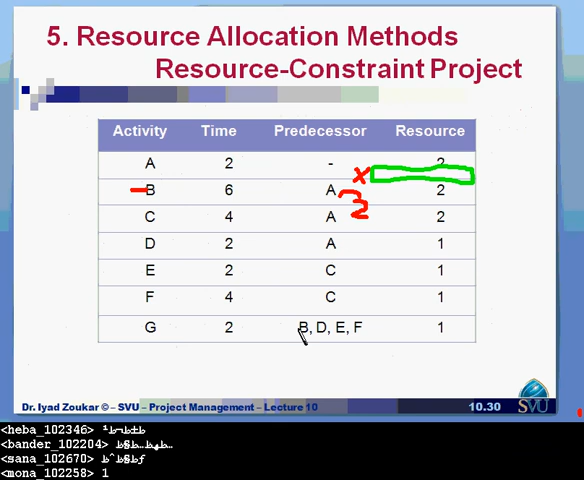 5. Resource Allocation Methods
Resource-Constraint Project
Activity Time Predecessor Resource
A 2 - 2
B 6 A 2
C 4 A 2
D 2 A 1
E 2 C 1
F 4 C 1
G 2 B, D, E, F 1
Dr. Iyad Zoukar © – SVU – Project Management – Lecture 10
10.30
SVU
<heba_102346>
<bander_102204>
<sana_102670>
<mona_102258> 1